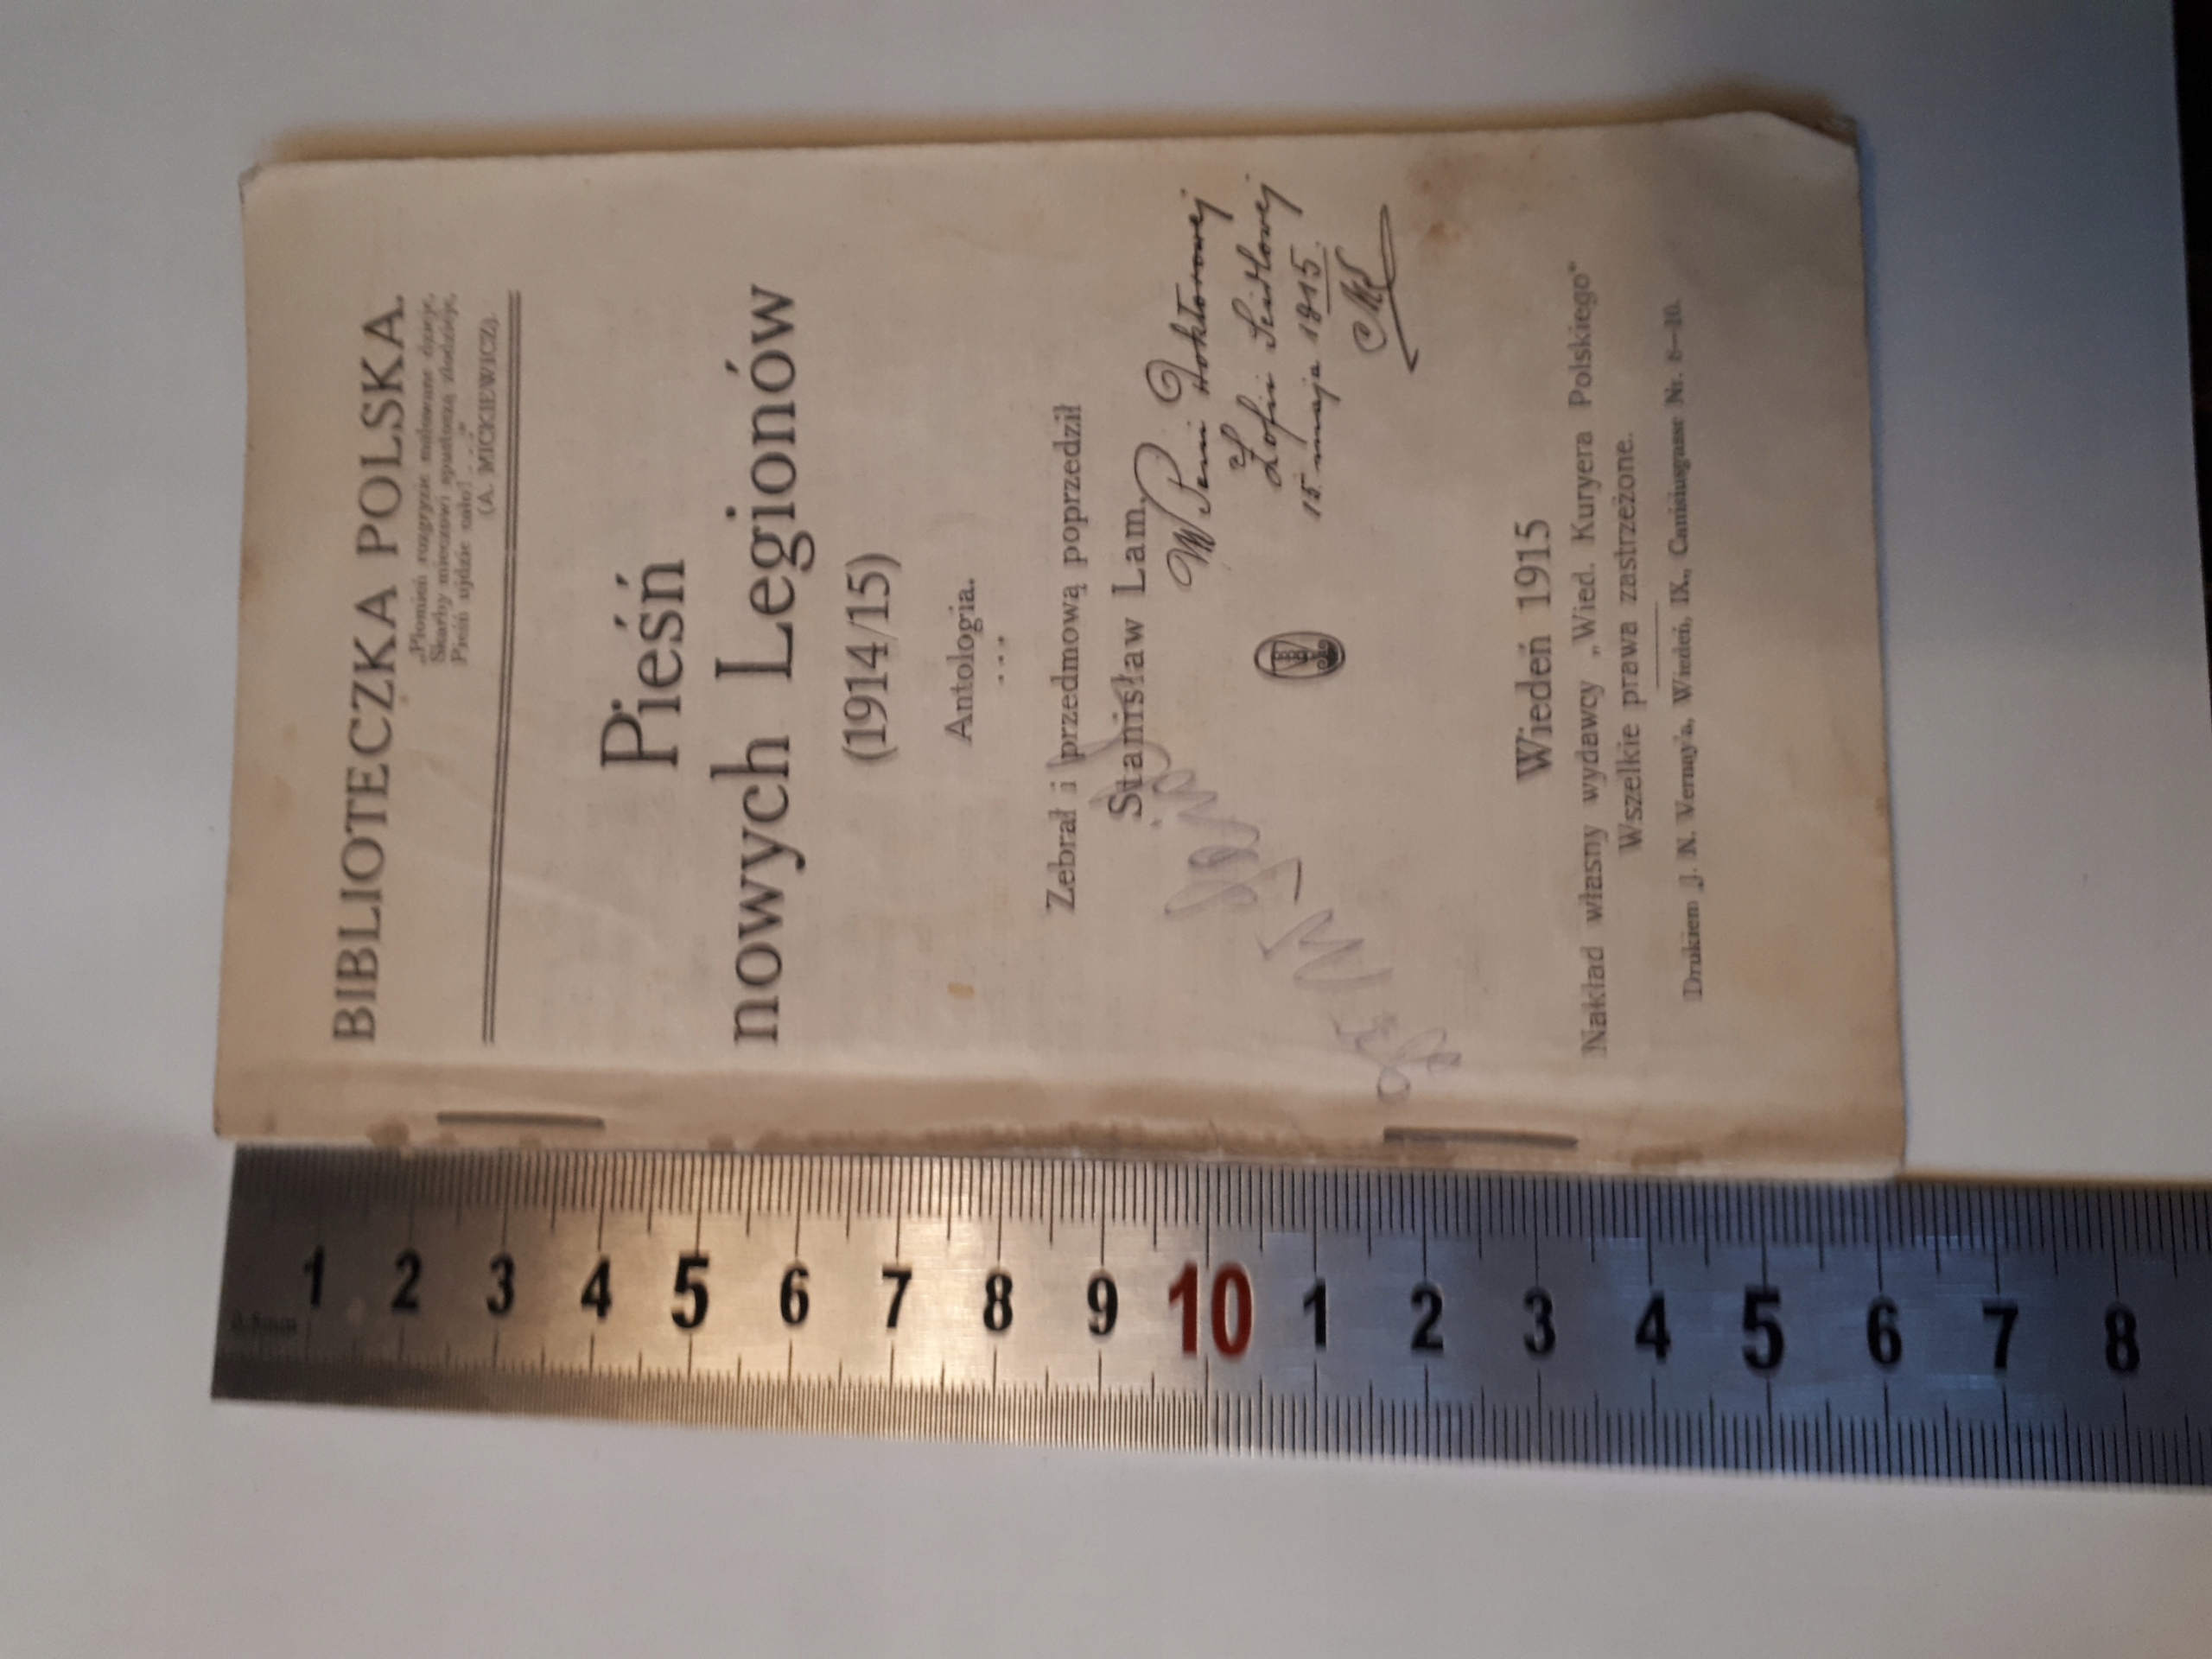 BIBLIOTECZKA POLSKA.
„Płomień rozgryzie malowane dzieje,
Skarby mieczowi spustoszą złodzieje,
Pieśń ujdzie cało! . . ."
(A. MICKIEWICZ).
Pieśń
nowych Legionów
(1914/15)
Antologia.
Zebrał i przedmową poprzedził
Stanisław Lam.
W Pani Doktorowej
Zofii Seidlowej
15 maja 1915.
Wiedeń 1915
Nakład własny wydawcy „Wied. Kuryera Polskiego"
Wszelkie prawa zastrzeżone.
Drukiem J. N. Vernay'a, Wiedeń, IX., Canisiusgasse Nr. 8—10.
0.5mm
1 2 3 4 5 6 7 8 9 10 1 2 3 4 5 6 7 8